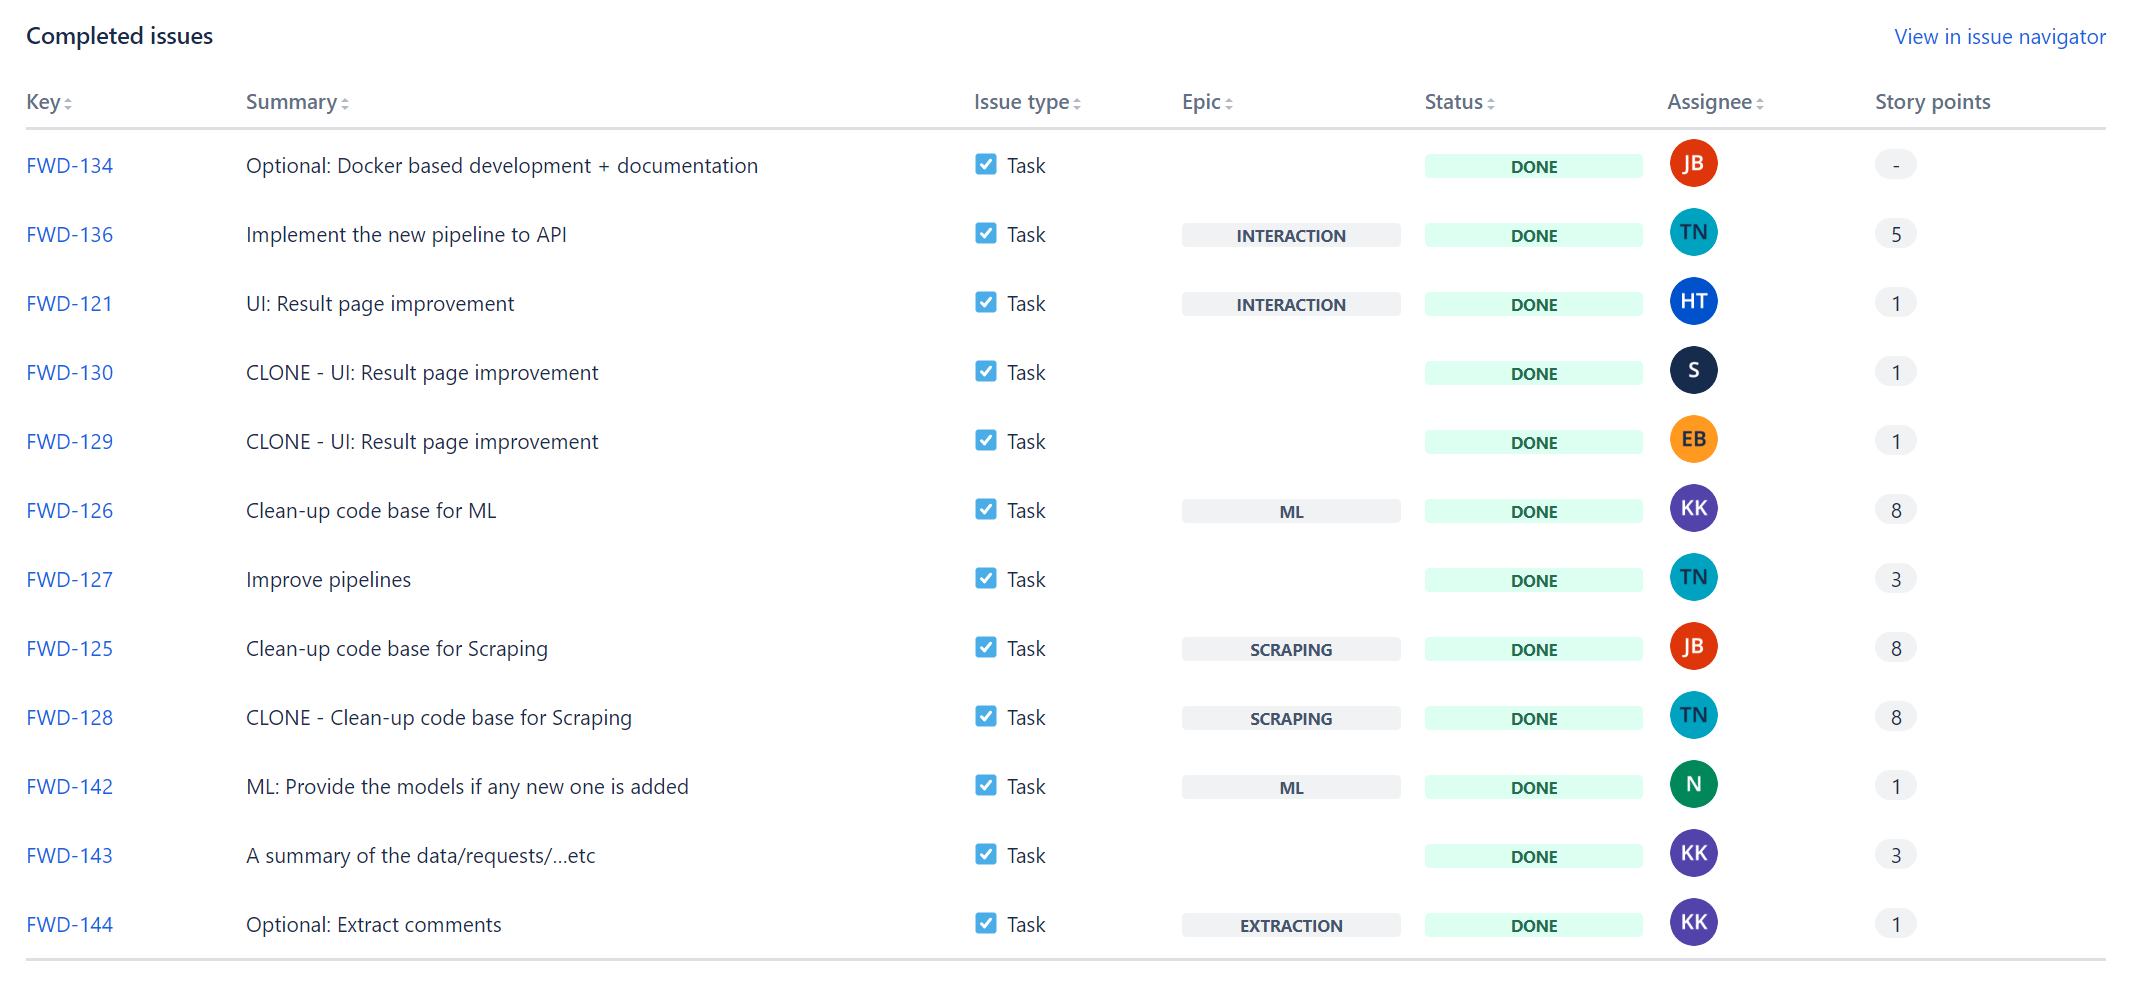 Completed issues View in issue navigator
Key Summary Issue type Epic Status Assignee Story points
FWD-134 Optional: Docker based development + documentation Task DONE JB -
FWD-136 Implement the new pipeline to API Task INTERACTION DONE TN 5
FWD-121 UI: Result page improvement Task INTERACTION DONE HT 1
FWD-130 CLONE - UI: Result page improvement Task DONE S 1
FWD-129 CLONE - UI: Result page improvement Task DONE EB 1
FWD-126 Clean-up code base for ML Task ML DONE KK 8
FWD-127 Improve pipelines Task DONE TN 3
FWD-125 Clean-up code base for Scraping Task SCRAPING DONE JB 8
FWD-128 CLONE - Clean-up code base for Scraping Task SCRAPING DONE TN 8
FWD-142 ML: Provide the models if any new one is added Task ML DONE N 1
FWD-143 A summary of the data/requests/...etc Task DONE KK 3
FWD-144 Optional: Extract comments Task EXTRACTION DONE KK 1